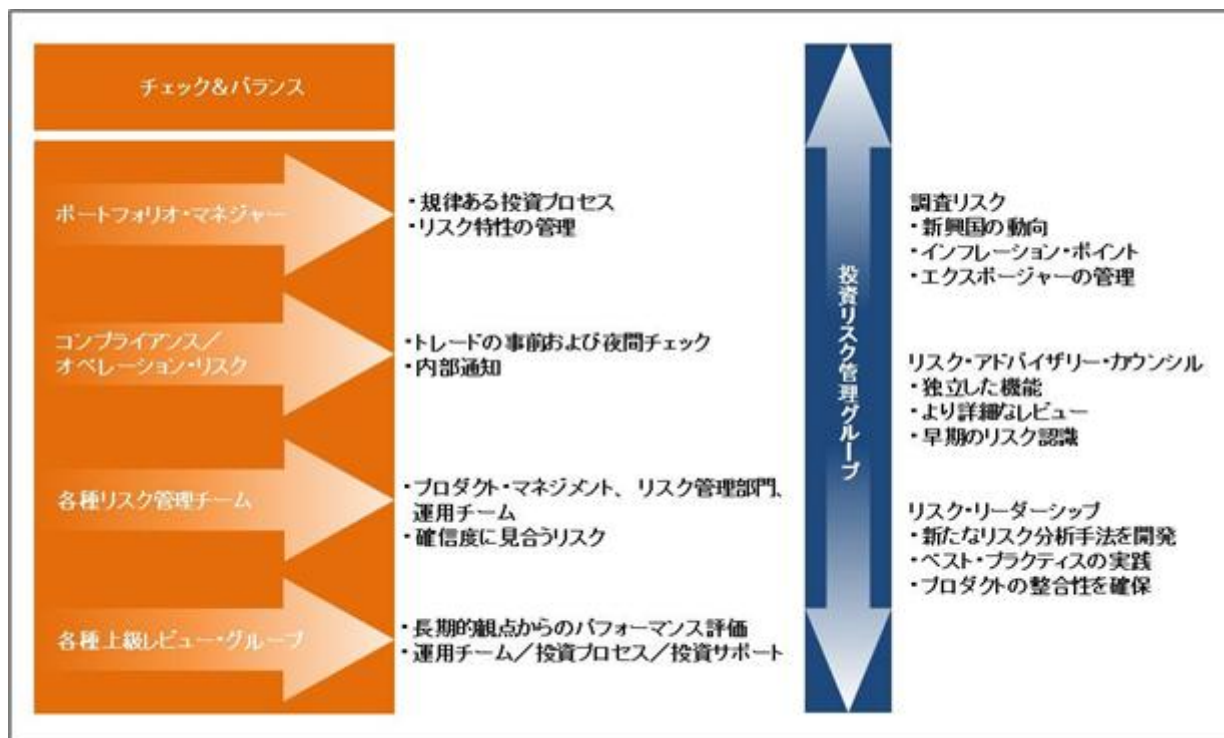 チェック&バランス
ポートフォリオ・マネジャー
・規律ある投資プロセス
・リスク特性の管理
コンプライアンス／
オペレーション・リスク
・トレードの事前および夜間チェック
・内部通知
各種リスク管理チーム
・プロダクト・マネジメント、リスク管理部門、
運用チーム
・確信度に見合うリスク
各種上級レビュー・グループ
・長期的観点からのパフォーマンス評価
・運用チーム／投資プロセス／投資サポート
投資リスク管理グループ
調査リスク
・新興国の動向
・インフレーション・ポイント
・エクスポージャーの管理
リスク・アドバイザリー・カウンシル
・独立した機能
・より詳細なレビュー
・早期のリスク認識
リスク・リーダーシップ
・新たなリスク分析手法を開発
・ベスト・プラクティスの実践
・プロダクトの整合性を確保